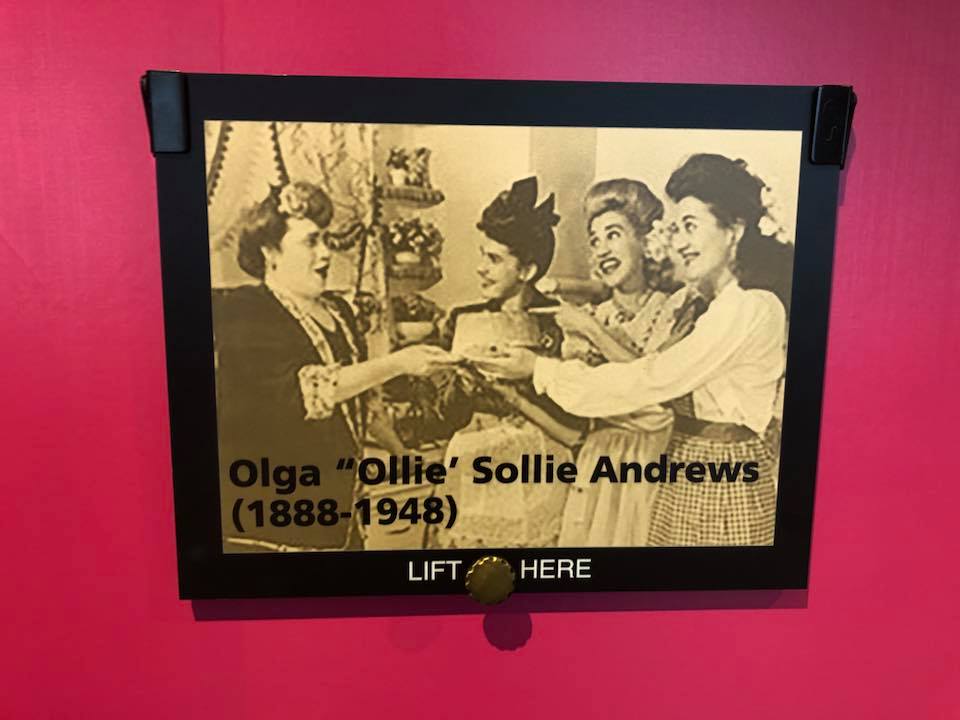 Olga “Ollie’ Sollie Andrews
(1888-1948)
LIFT HERE